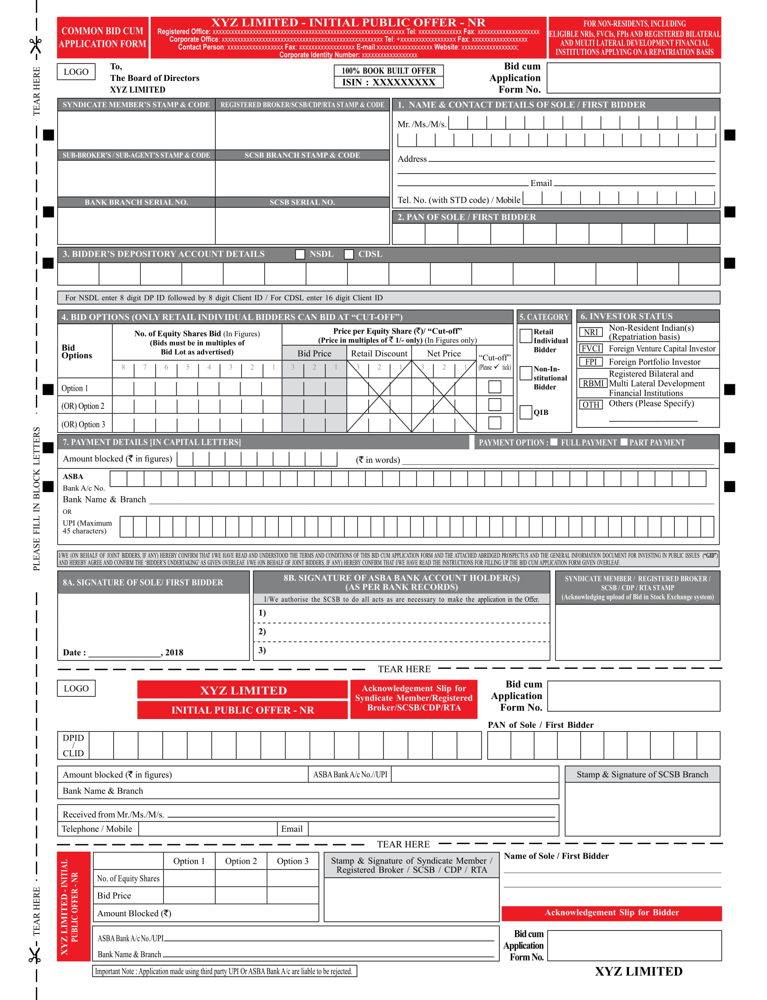 COMMON BID CUM
APPLICATION FORM
XYZ LIMITED - INITIAL PUBLIC OFFER - NR
Registered Office: xxxxxxxxxxxxxxxxxxxxxxxxxxxxxxxxxxxxxxxxxxxxxxxxxxxxxxxxxxxxxx Tel: xxxxxxxxxxxxxx Fax: xxxxxxxxxxxxxxxxxxxx
Corporate Office: xxxxxxxxxxxxxxxxxxxxxxxxxxxxxxxxxxxxxxxxxxxxxxxxxxxx Tel: +xxxxxxxxxxxxxxxxxx Fax: xxxxxxxxxxxxxxxxxx
Contact Person: xxxxxxxxxxxxxxxxxx Fax: xxxxxxxxxxxxxxxxxx E-mail:xxxxxxxxxxxxxxxxxx Website: xxxxxxxxxxxxxxxxxx;
Corporate Identity Number: xxxxxxxxxxxxxxxxxx
FOR NON-RESIDENTS, INCLUDING
ELIGIBLE NRIs, FVCIs, FPIs AND REGISTERED BILATERAL
AND MULTI LATERAL DEVELOPMENT FINANCIAL
INSTITUTIONS APPLYING ON A REPATRIATION BASIS
LOGO
To,
The Board of Directors
XYZ LIMITED
100% BOOK BUILT OFFER
ISIN : XXXXXXXXX
Bid cum
Application
Form No.
TEAR HERE
SYNDICATE MEMBER'S STAMP & CODE
REGISTERED BROKER/SCSB/CDP/RTA STAMP & CODE
SUB-BROKER'S / SUB-AGENT'S STAMP & CODE
SCSB BRANCH STAMP & CODE
BANK BRANCH SERIAL NO.
SCSB SERIAL NO.
1. NAME & CONTACT DETAILS OF SOLE / FIRST BIDDER
Mr. /Ms./M/s.
Address
Email
Tel. No. (with STD code) / Mobile
2. PAN OF SOLE / FIRST BIDDER
3. BIDDER'S DEPOSITORY ACCOUNT DETAILS NSDL CDSL
For NSDL enter 8 digit DP ID followed by 8 digit Client ID / For CDSL enter 16 digit Client ID
4. BID OPTIONS (ONLY RETAIL INDIVIDUAL BIDDERS CAN BID AT “CUT-OFF”)
Bid
Options
No. of Equity Shares Bid (In Figures)
(Bids must be in multiples of
Bid Lot as advertised)
Price per Equity Share (₹)/ “Cut-off”
(Price in multiples of ₹ 1/- only) (In Figures only)
Bid Price Retail Discount Net Price
“Cut-off”
(Please ✓ tick)
8 7 6 5 4 3 2 1 3 2 1 3 2 1 3 2 1
Option 1
(OR) Option 2
(OR) Option 3
5. CATEGORY
Retail
Individual
Bidder
Non-In-
stitutional
Bidder
QIB
6. INVESTOR STATUS
NRI Non-Resident Indian(s)
(Repatriation basis)
FVCI Foreign Venture Capital Investor
FPI Foreign Portfolio Investor
Registered Bilateral and
RBMI Multi Lateral Development
Financial Institutions
OTH Others (Please Specify)
PLEASE FILL IN BLOCK LETTERS
7. PAYMENT DETAILS [IN CAPITAL LETTERS]
PAYMENT OPTION : FULL PAYMENT PART PAYMENT
Amount blocked (₹ in figures) (₹ in words)
ASBA
Bank A/c No.
Bank Name & Branch
OR
UPI (Maximum
45 characters)
I/WE (ON BEHALF OF JOINT BIDDERS, IF ANY) HEREBY CONFIRM THAT I/WE HAVE READ AND UNDERSTOOD THE TERMS AND CONDITIONS OF THIS BID CUM APPLICATION FORM AND THE ATTACHED ABRIDGED PROSPECTUS AND THE GENERAL INFORMATION DOCUMENT FOR INVESTING IN PUBLIC ISSUES (“GID”)
AND HEREBY AGREE AND CONFIRM THE ‘BIDDER'S UNDERTAKING’ AS GIVEN OVERLEAF. I/WE (ON BEHALF OF JOINT BIDDERS, IF ANY) HEREBY CONFIRM THAT I/WE HAVE READ THE INSTRUCTIONS FOR FILLING UP THE BID CUM APPLICATION FORM GIVEN OVERLEAF.
8A. SIGNATURE OF SOLE/ FIRST BIDDER
Date : , 2018
8B. SIGNATURE OF ASBA BANK ACCOUNT HOLDER(S)
(AS PER BANK RECORDS)
I/We authorise the SCSB to do all acts as are necessary to make the application in the Offer.
1)
2)
3)
SYNDICATE MEMBER / REGISTERED BROKER /
SCSB / CDP / RTA STAMP
(Acknowledging upload of Bid in Stock Exchange system)
TEAR HERE
LOGO
XYZ LIMITED
INITIAL PUBLIC OFFER - NR
Acknowledgement Slip for
Syndicate Member/Registered
Broker/SCSB/CDP/RTA
Bid cum
Application
Form No.
PAN of Sole / First Bidder
DPID
/
CLID
Amount blocked (₹ in figures)
ASBA Bank A/c No.//UPI
Bank Name & Branch
Stamp & Signature of SCSB Branch
Received from Mr./Ms./M/s.
Telephone / Mobile
Email
TEAR HERE
TEAR HERE
XYZ LIMITED - INITIAL
PUBLIC OFFER - NR
Option 1 Option 2 Option 3
No. of Equity Shares
Bid Price
Amount Blocked (₹)
Stamp & Signature of Syndicate Member /
Registered Broker / SCSB / CDP / RTA
Name of Sole / First Bidder
Acknowledgement Slip for Bidder
ASBA Bank A/c No./UPI
Bank Name & Branch
Bid cum
Application
Form No.
Important Note : Application made using third party UPI Or ASBA Bank A/c are liable to be rejected.
XYZ LIMITED